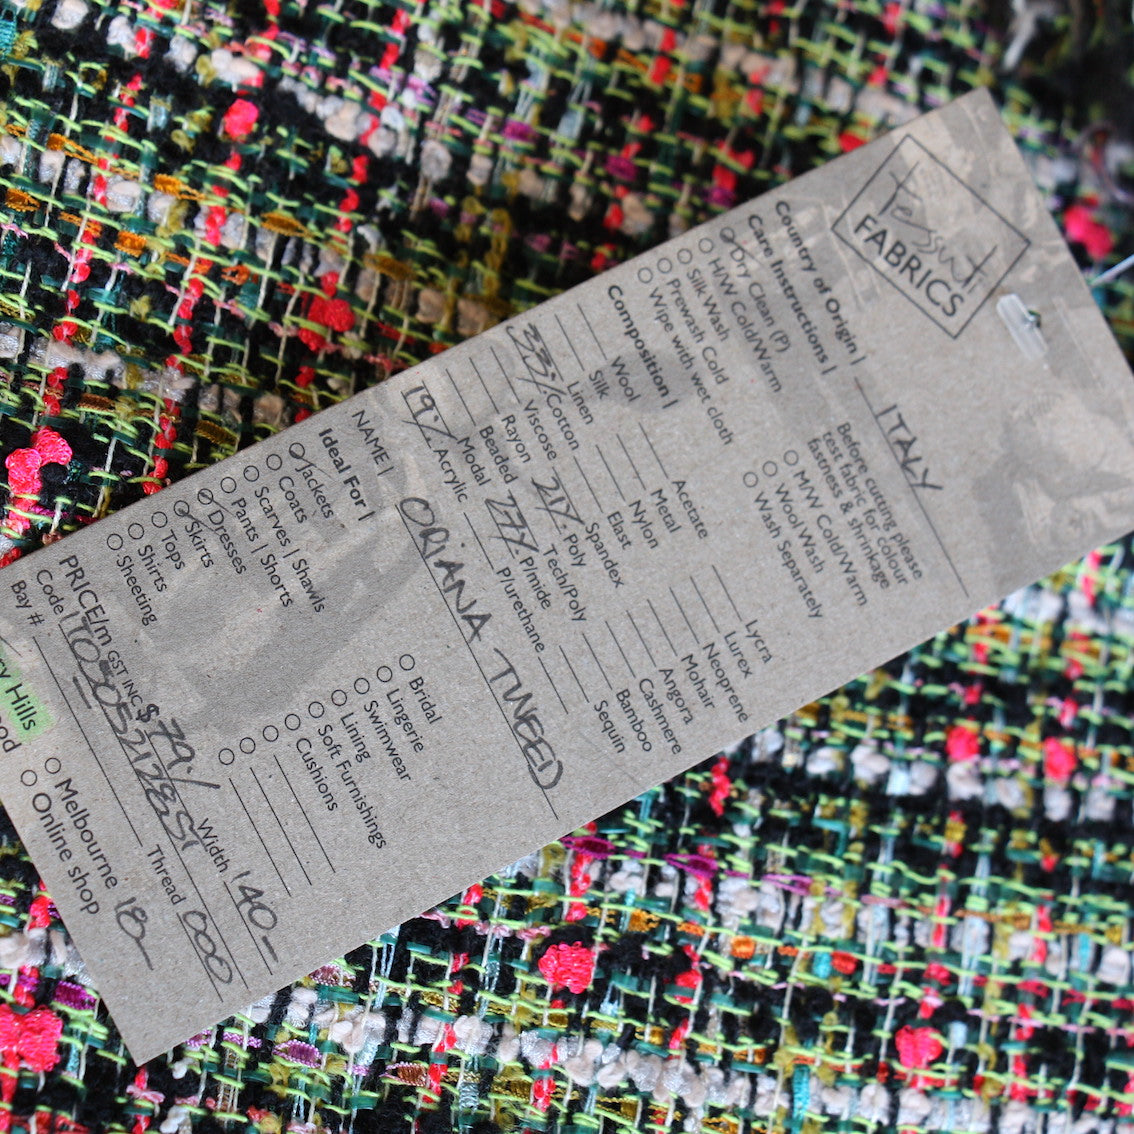 Tessuti
FABRICS
Country of Origin | ITALY
Care Instructions | Before cutting please
test fabric for colour
fastness & shrinkage
Dry Clean (P)
H/W Cold/Warm
M/W Cold/Warm
Silk Wash
Wool Wash
Prewash Cold
Wash Separately
Wipe with wet cloth
Composition |
Wool
Acetate
Lycra
Silk
Metal
Lurex
Linen
Nylon
Neoprene
33% Cotton
Elast
Mohair
Viscose
Spandex
Angora
Rayon
21% Poly
Cashmere
Beaded
Tech/Poly
Bamboo
Modal
27% P/mide
Sequin
19% Acrylic
P/urethane
NAME | ORIANA TWEED
Ideal For |
Jackets
Bridal
Coats
Lingerie
Scarves | Shawls
Swimwear
Pants | Shorts
Lining
Dresses
Soft Furnishings
Skirts
Cushions
Tops
Shirts
Sheeting
PRICE/m GST INC $79./ Width 140-
Code | Thread 000
Bay # 18-
y Hills
Melbourne
Online shop